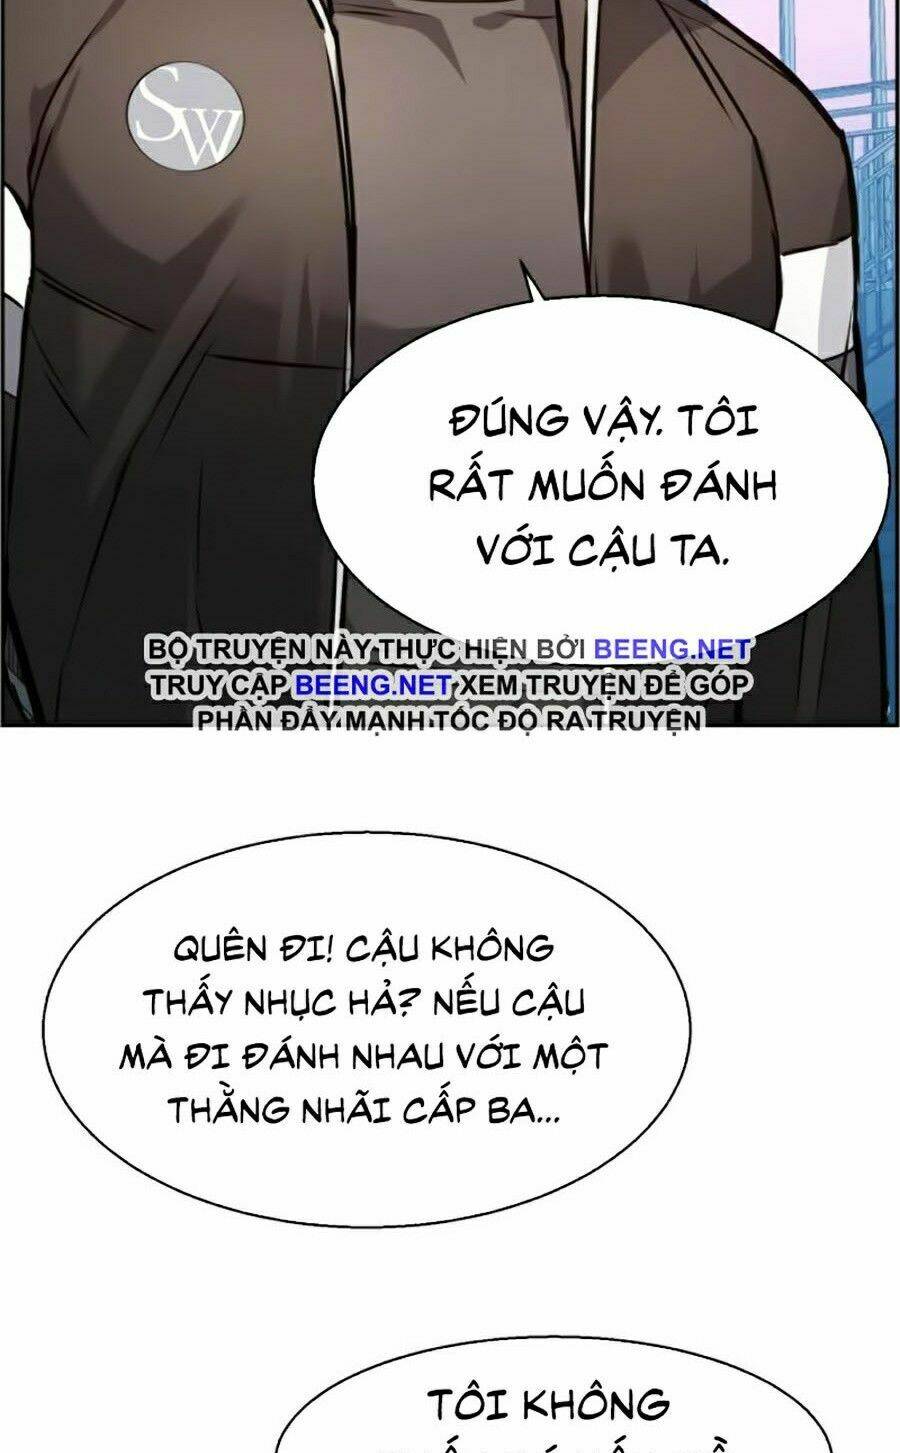 SW
ĐÚNG VẬY. TÔI
RẤT MUỐN ĐÁNH
VỚI CẬU TA.
BỘ TRUYỆN NÀY THỰC HIỆN BỞI BEENG.NET
TRUY CẬP BEENG.NET XEM TRUYỆN ĐỂ GÓP
PHẦN ĐẨY MẠNH TỐC ĐỘ RA TRUYỆN
QUÊN ĐI! CẬU KHÔNG
THẤY NHỤC HẢ? NẾU CẬU
MÀ ĐI ĐÁNH NHAU VỚI MỘT
THẰNG NHÃI CẤP BA...
TÔI KHÔNG